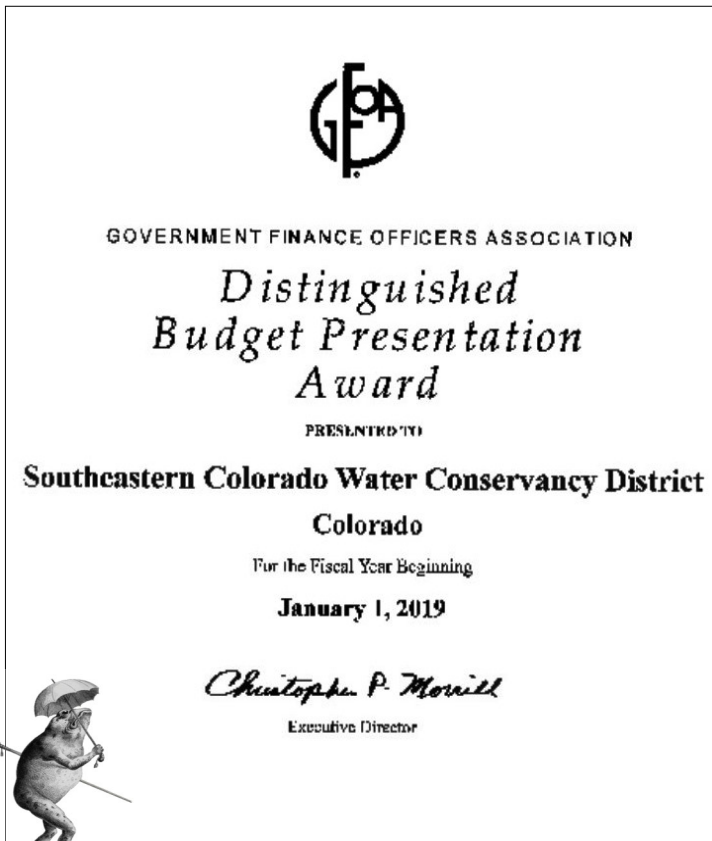 GFOA
GOVERNMENT FINANCE OFFICERS ASSOCIATION
Distinguished
Budget Presentation
Award
PRESENTED TO
Southeastern Colorado Water Conservancy District
Colorado
For the Fiscal Year Beginning
January 1, 2019
Christopher P. Morrill
Executive Director